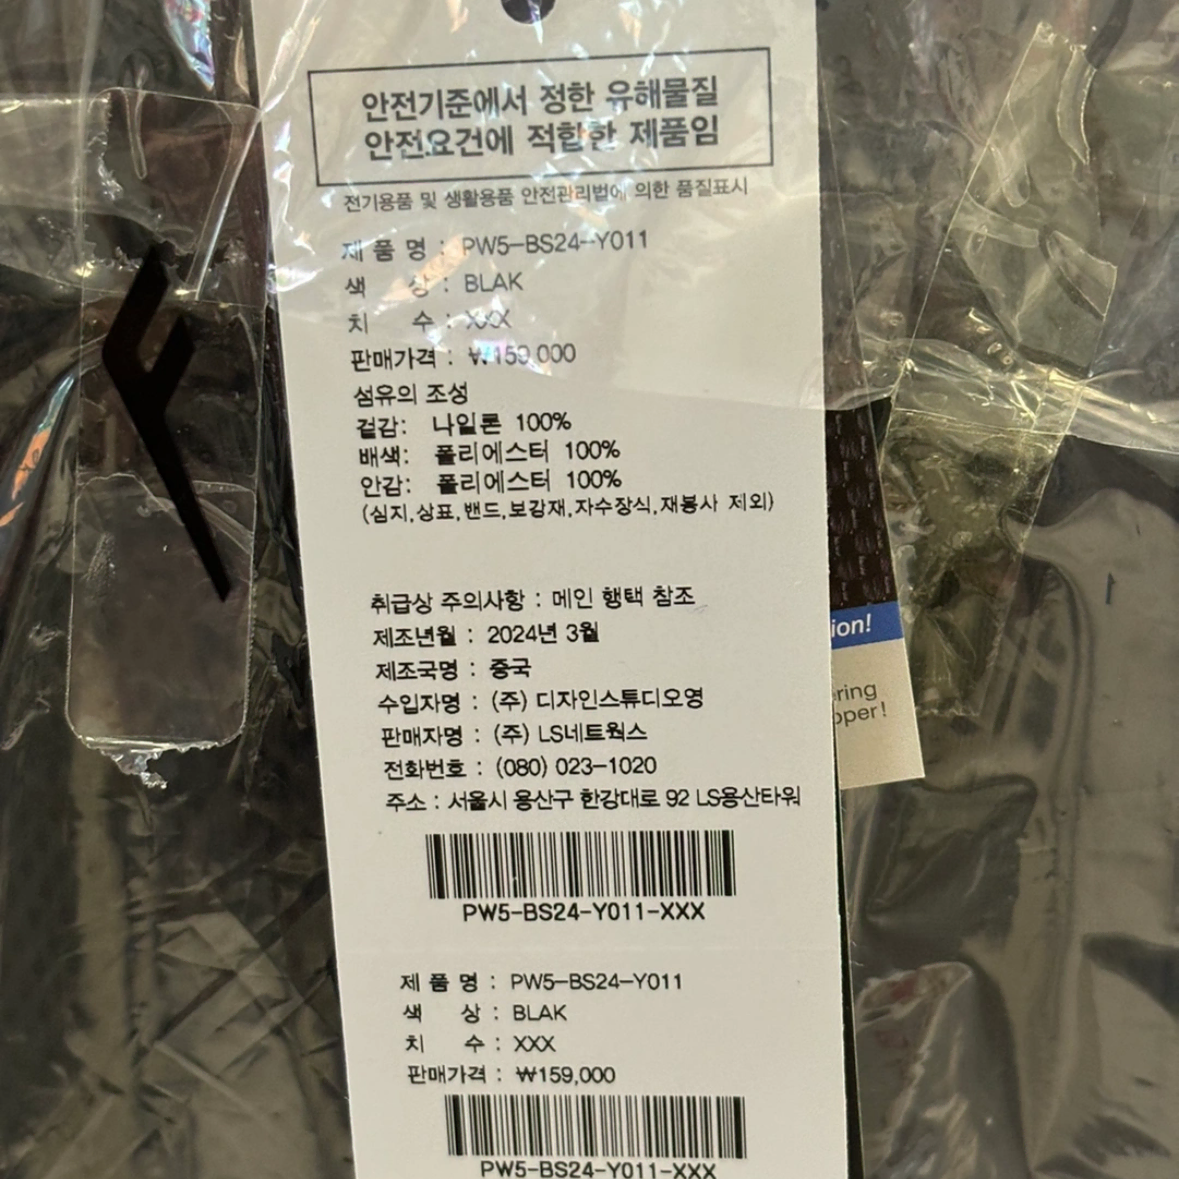 안전기준에서 정한 유해물질
안전요건에 적합한 제품임
전기용품 및 생활용품 안전관리법에 의한 품질표시
제 품 명 : PW5-BS24-Y011
색 상 : BLAK
치 수 : XXX
판매가격 : ₩159,000
섬유의 조성
겉감: 나일론 100%
배색: 폴리에스터 100%
안감: 폴리에스터 100%
(심지,상표,밴드,보강재,자수장식,재봉사 제외)
취급상 주의사항 : 메인 행택 참조
제조년월 : 2024년 3월
제조국명 : 중국
수입자명 : (주) 디자인스튜디오영
판매자명 : (주) LS네트웍스
전화번호 : (080) 023-1020
주소 : 서울시 용산구 한강대로 92 LS용산타워
PW5-BS24-Y011-XXX
제 품 명 : PW5-BS24-Y011
색 상 : BLAK
치 수 : XXX
판매가격 : ₩159,000
PW5-BS24-Y011-XXX
ion!
ring
pper!